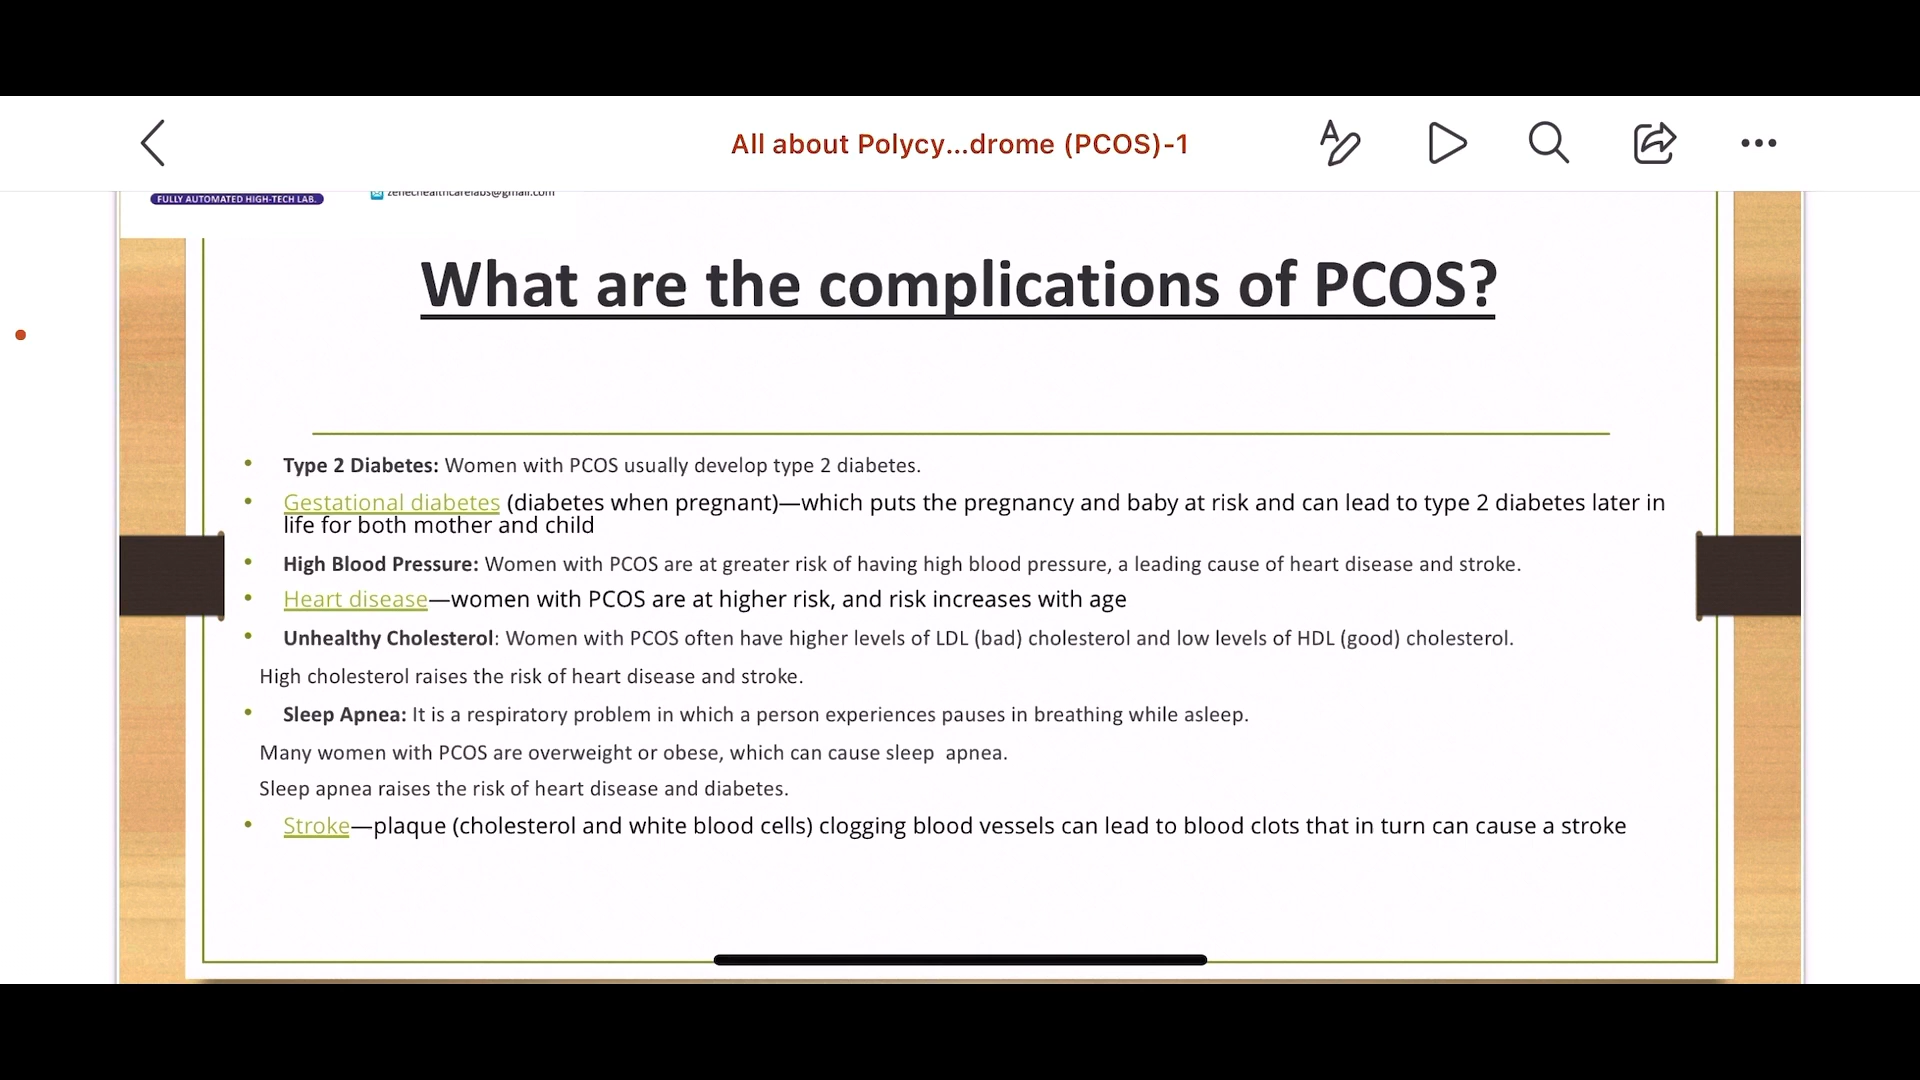 All about Polycy...drome (PCOS)-1
FULLY AUTOMATED HIGH-TECH LAB.
zenechealthcarelabs@gmail.com
What are the complications of PCOS?
• Type 2 Diabetes: Women with PCOS usually develop type 2 diabetes.
• Gestational diabetes (diabetes when pregnant)—which puts the pregnancy and baby at risk and can lead to type 2 diabetes later in
life for both mother and child
• High Blood Pressure: Women with PCOS are at greater risk of having high blood pressure, a leading cause of heart disease and stroke.
• Heart disease—women with PCOS are at higher risk, and risk increases with age
• Unhealthy Cholesterol: Women with PCOS often have higher levels of LDL (bad) cholesterol and low levels of HDL (good) cholesterol.
High cholesterol raises the risk of heart disease and stroke.
• Sleep Apnea: It is a respiratory problem in which a person experiences pauses in breathing while asleep.
Many women with PCOS are overweight or obese, which can cause sleep  apnea.
Sleep apnea raises the risk of heart disease and diabetes.
• Stroke—plaque (cholesterol and white blood cells) clogging blood vessels can lead to blood clots that in turn can cause a stroke